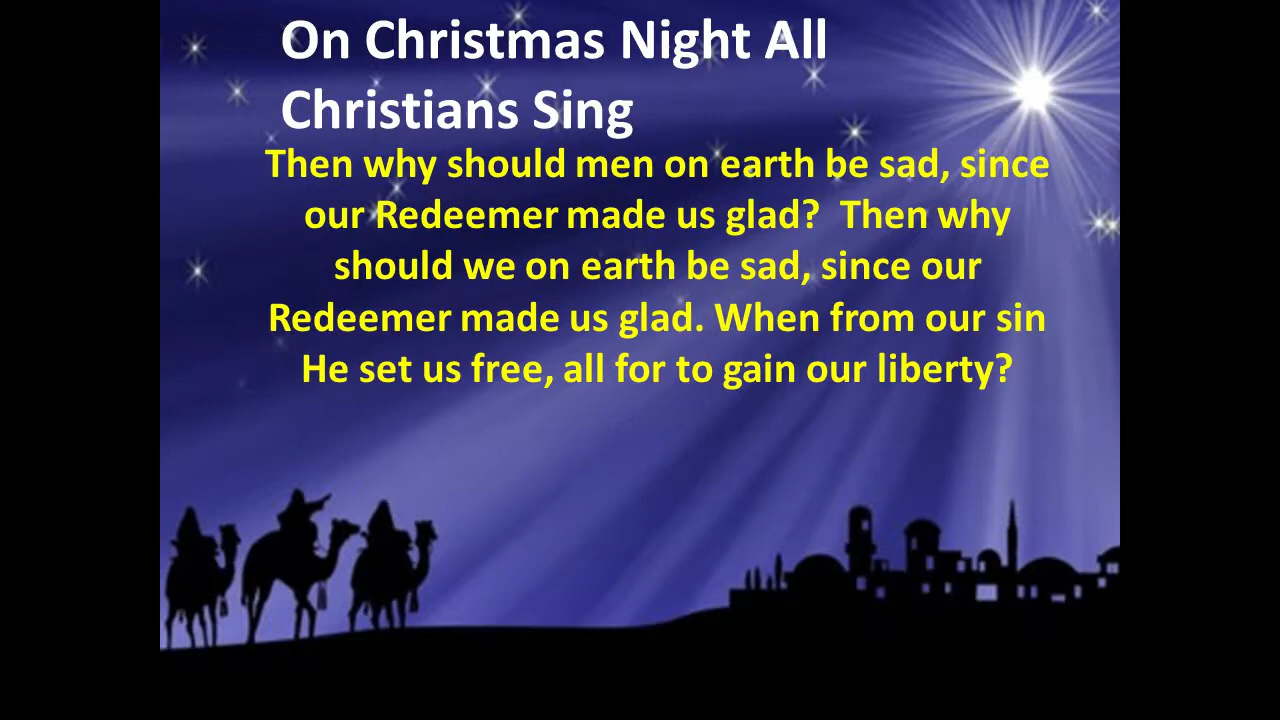 On Christmas Night All
Christians Sing
Then why should men on earth be sad, since
our Redeemer made us glad?  Then why
should we on earth be sad, since our
Redeemer made us glad. When from our sin
He set us free, all for to gain our liberty?